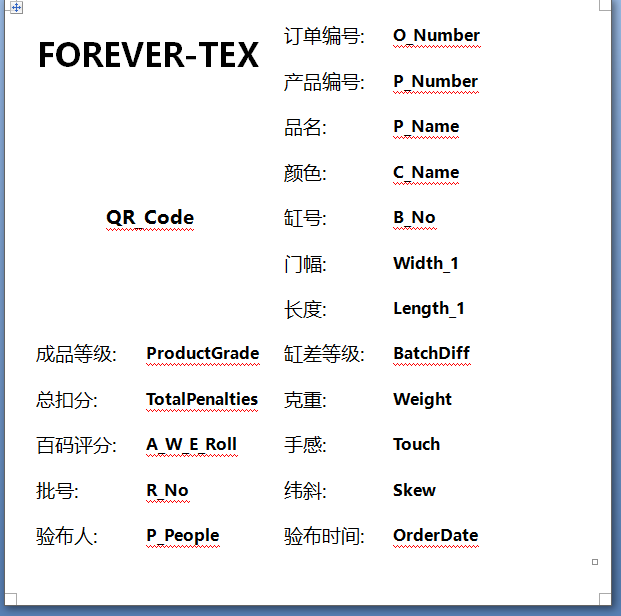 FOREVER-TEX
订单编号: O_Number
产品编号: P_Number
品名: P_Name
颜色: C_Name
QR_Code
缸号: B_No
门幅: Width_1
长度: Length_1
成品等级: ProductGrade 缸差等级: BatchDiff
总扣分: TotalPenalties 克重: Weight
百码评分: A_W_E_Roll 手感: Touch
批号: R_No 纬斜: Skew
验布人: P_People 验布时间: OrderDate